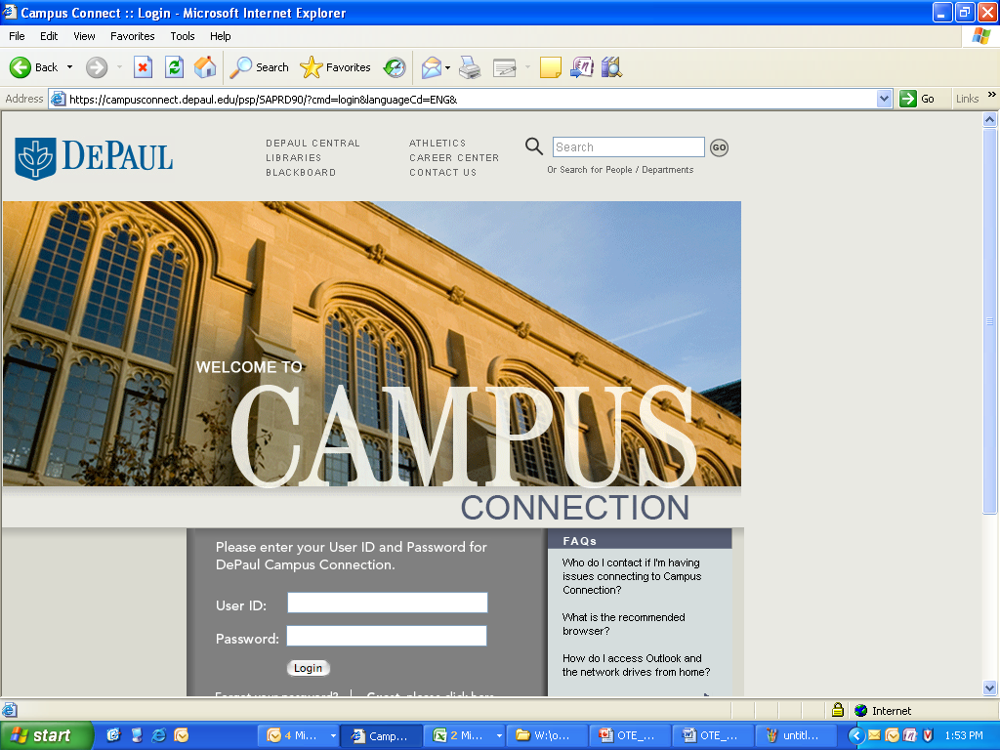 Campus Connect :: Login - Microsoft Internet Explorer
File Edit View Favorites Tools Help
Back Search Favorites
Address https://campusconnect.depaul.edu/psp/SAPRD90/?cmd=login&languageCd=ENG& Go Links »
DEPAUL
DEPAUL CENTRAL
LIBRARIES
BLACKBOARD
ATHLETICS
CAREER CENTER
CONTACT US
Search GO
Or Search for People / Departments
WELCOME TO
CAMPUS
CONNECTION
Please enter your User ID and Password for
DePaul Campus Connection.
User ID:
Password:
Login
Forgot your password? | Guest, please click here
FAQs
Who do I contact if I'm having
issues connecting to Campus
Connection?
What is the recommended
browser?
How do I access Outlook and
the network drives from home?
Internet
start 4 Mi... Camp... 2 Mi... W:\o... OTE_... OTE_... untitl... 1:53 PM